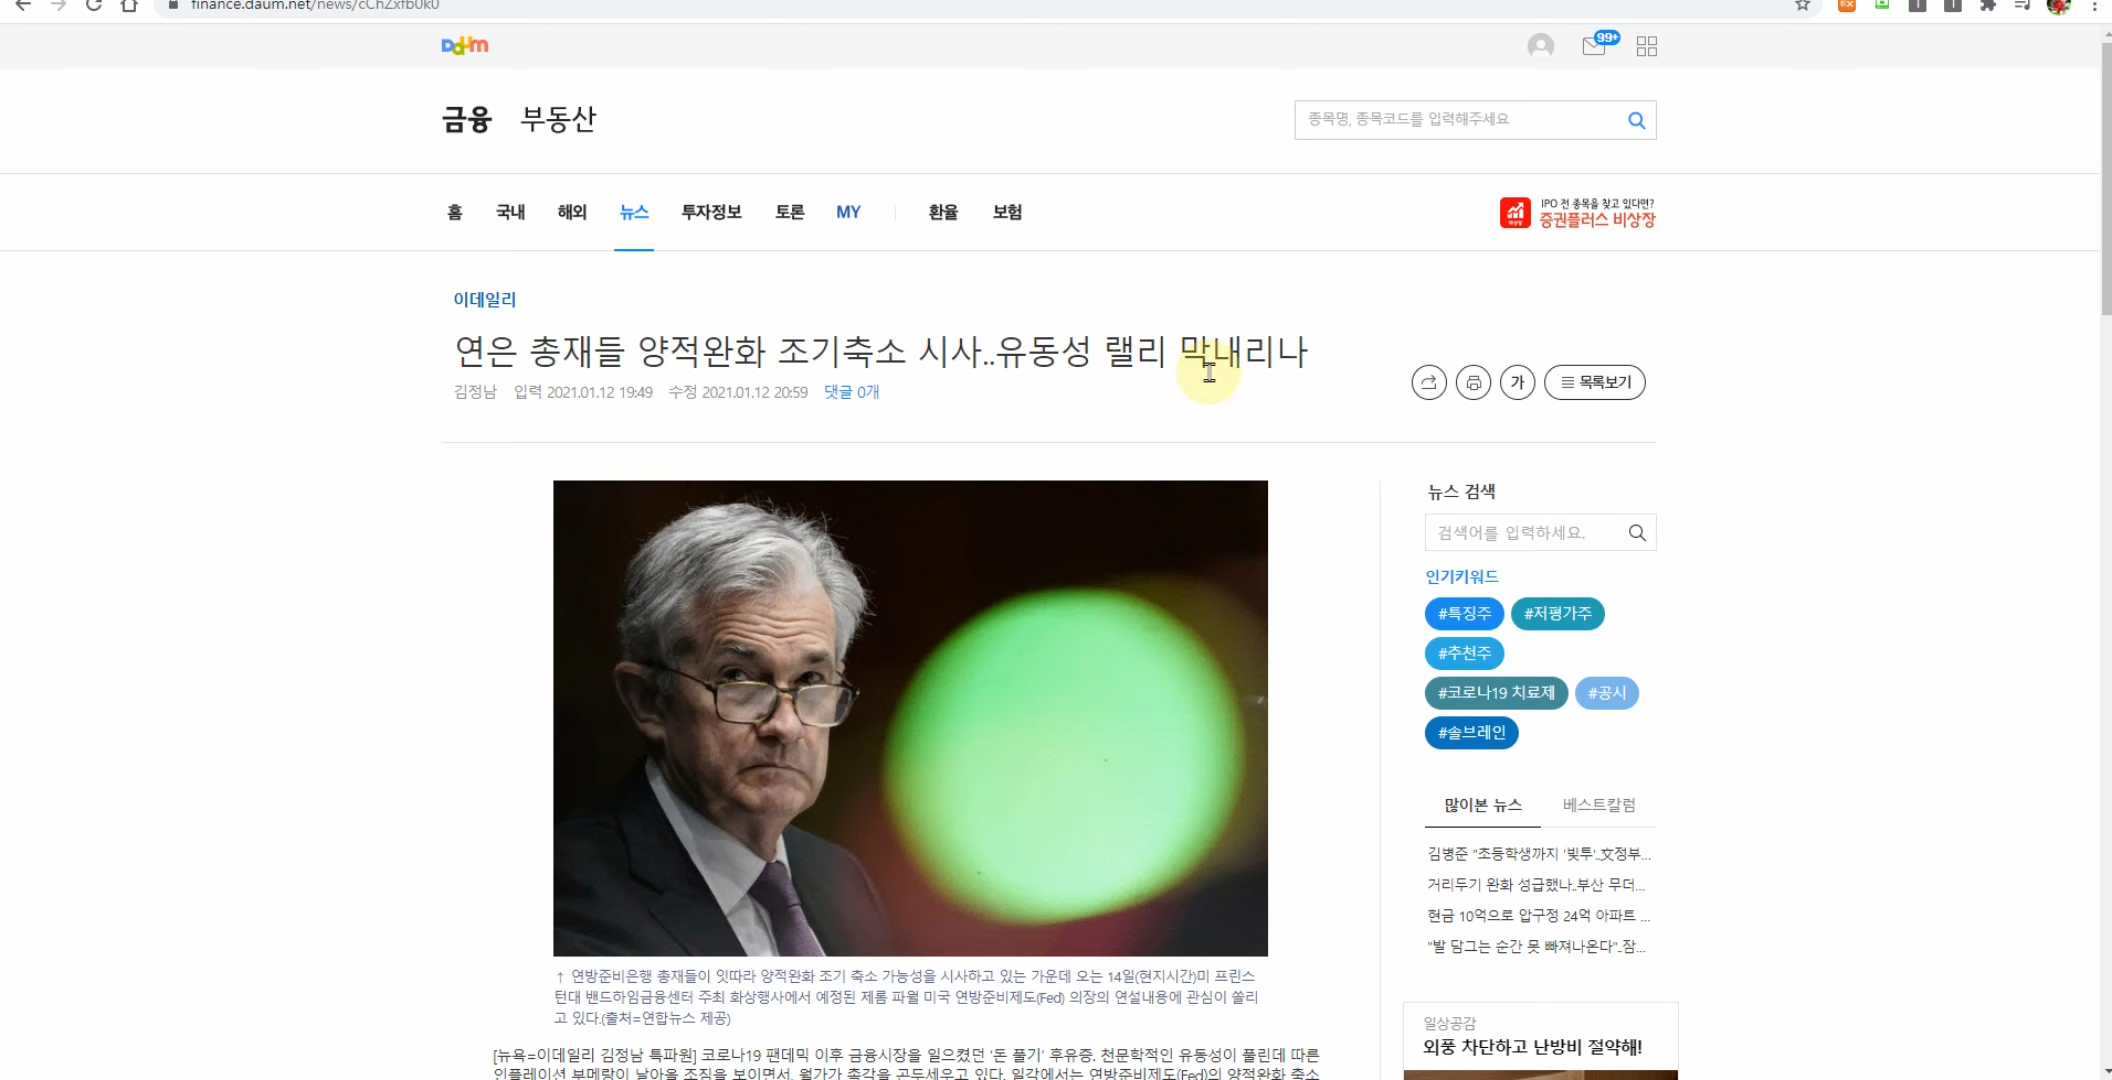 finance.daum.net/news/cChZxfb0k0
Daum
99+
금융 부동산
종목명, 종목코드를 입력해주세요
홈 국내 해외 뉴스 투자정보 토론 MY 환율 보험
IPO 전 종목을 찾고 있다면?
증권플러스 비상장
이데일리
연은 총재들 양적완화 조기축소 시사..유동성 랠리 막내리나
김정남 입력 2021.01.12 19:49 수정 2021.01.12 20:59 댓글 0개
가 목록보기
뉴스 검색
검색어를 입력하세요.
인기키워드
#특징주 #저평가주
#추천주
#코로나19 치료제 #공시
#솔브레인
많이본 뉴스 베스트칼럼
김병준 "초등학생까지 '빚투'..文정부...
거리두기 완화 성급했나..부산 무더...
현금 10억으로 압구정 24억 아파트 ...
"발 담그는 순간 못 빠져나온다"..잠...
↑ 연방준비은행 총재들이 잇따라 양적완화 조기 축소 가능성을 시사하고 있는 가운데 오는 14일(현지시간)미 프린스
턴대 밴드하임금융센터 주최 화상행사에서 예정된 제롬 파월 미국 연방준비제도(Fed) 의장의 연설내용에 관심이 쏠리
고 있다.(출처=연합뉴스 제공)
일상공감
외풍 차단하고 난방비 절약해!
[뉴욕=이데일리 김정남 특파원] 코로나19 팬데믹 이후 금융시장을 일으켰던 '돈 풀기' 후유증. 천문학적인 유동성이 풀린데 따른
인플레이션 부메랑이 날아올 조짐을 보이면서, 월가가 촉각을 곤두세우고 있다. 일각에서는 연방준비제도(Fed)의 양적완화 축소